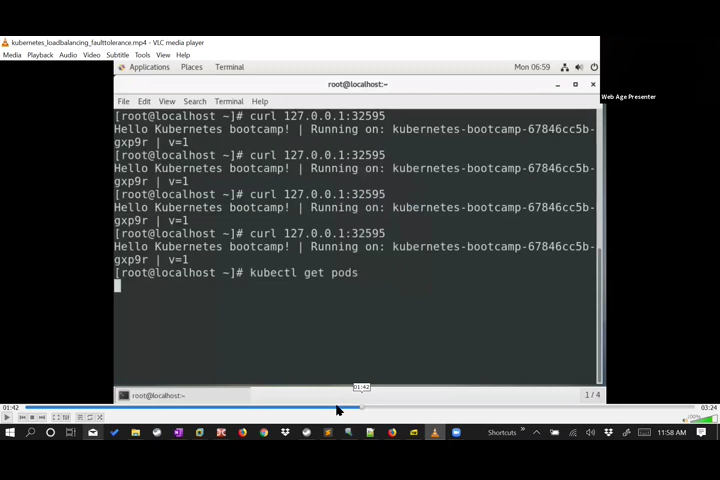 kubernetes_loadbalancing_faulttolerance.mp4 - VLC media player
Media Playback Audio Video Subtitle Tools View Help
Applications Places Terminal Mon 06:59
root@localhost:~
Web Age Presenter
File Edit View Search Terminal Help
[root@localhost ~]# curl 127.0.0.1:32595
Hello Kubernetes bootcamp! | Running on: kubernetes-bootcamp-67846cc5b-
gxp9r | v=1
[root@localhost ~]# curl 127.0.0.1:32595
Hello Kubernetes bootcamp! | Running on: kubernetes-bootcamp-67846cc5b-
gxp9r | v=1
[root@localhost ~]# curl 127.0.0.1:32595
Hello Kubernetes bootcamp! | Running on: kubernetes-bootcamp-67846cc5b-
gxp9r | v=1
[root@localhost ~]# curl 127.0.0.1:32595
Hello Kubernetes bootcamp! | Running on: kubernetes-bootcamp-67846cc5b-
gxp9r | v=1
[root@localhost ~]# kubectl get pods
01:42
root@localhost:~ 1 / 4
01:42 03:24
100%
Shortcuts 11:58 AM